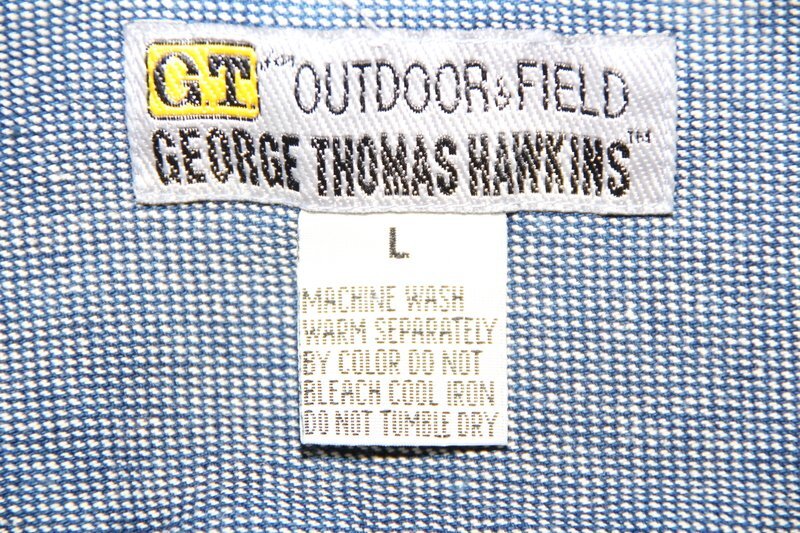 GT™ OUTDOOR & FIELD
GEORGE THOMAS HAWKINS™
L
MACHINE WASH
WARM SEPARATELY
BY COLOR DO NOT
BLEACH COOL IRON
DO NOT TUMBLE DRY